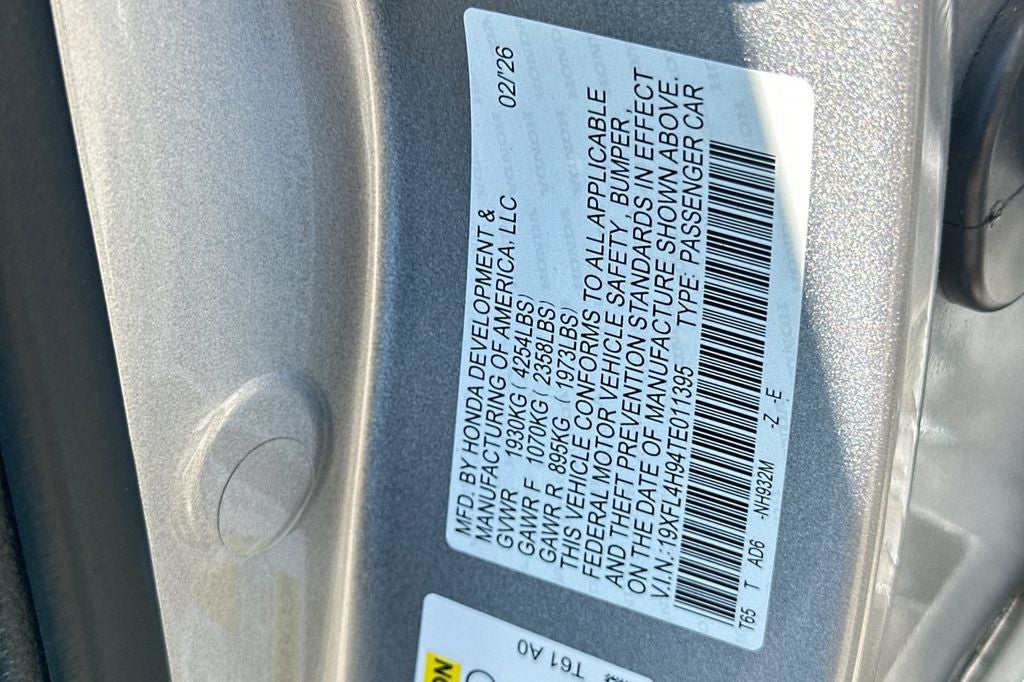 MFD. BY HONDA DEVELOPMENT &
MANUFACTURING OF AMERICA, LLC 02/'26
GVWR 1930KG ( 4254LBS)
GAWR F 1070KG ( 2358LBS)
GAWR R 895KG ( 1973LBS)
THIS VEHICLE CONFORMS TO ALL APPLICABLE
FEDERAL MOTOR VEHICLE SAFETY, BUMPER,
AND THEFT PREVENTION STANDARDS IN EFFECT
ON THE DATE OF MANUFACTURE SHOWN ABOVE.
V.I.N.:19XFL4H94TE011395 TYPE: PASSENGER CAR
T65 T AD6 -NH932M -Z -E
T61 A0